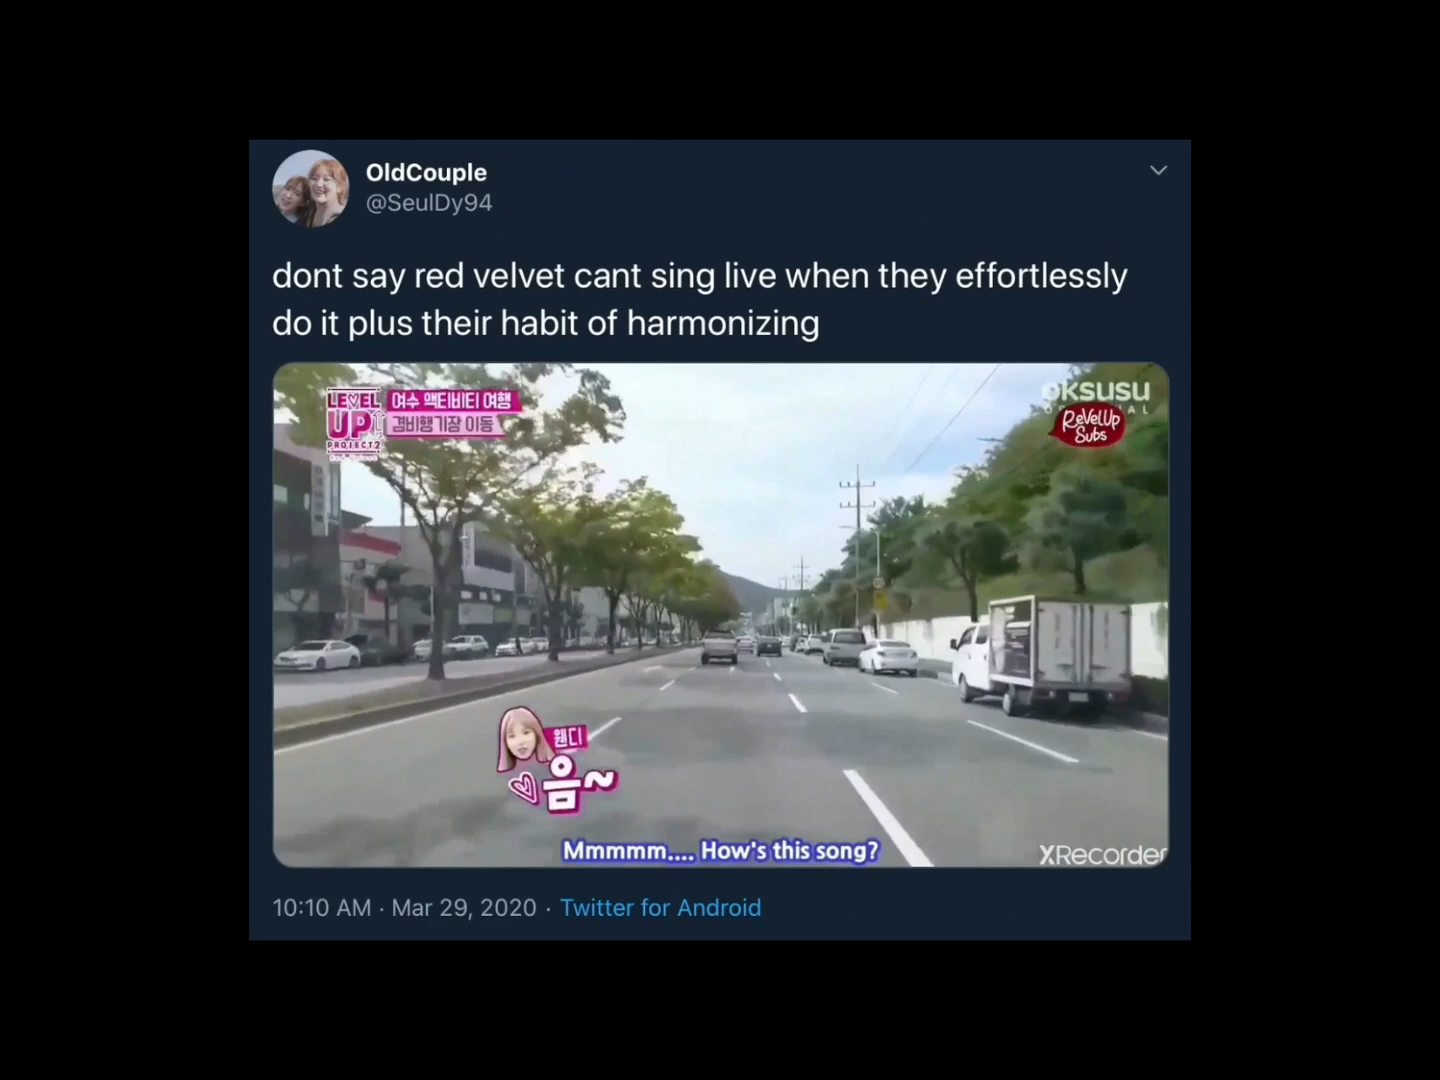 OldCouple
@SeulDy94
dont say red velvet cant sing live when they effortlessly
do it plus their habit of harmonizing
LEVEL
UP
PROJECT2
여수 액티비티 여행
경비행기장 이동
oksusu
ReVelUp
Subs
웬디
음~
Mmmmm.... How's this song?
XRecorder
10:10 AM · Mar 29, 2020 · Twitter for Android